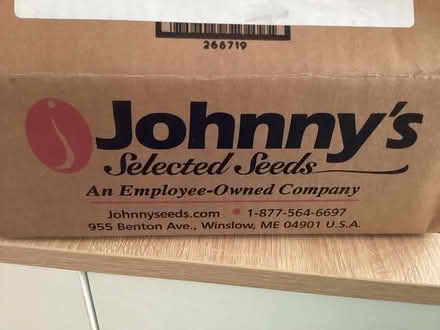 268719
Johnny's
Selected Seeds
An Employee-Owned Company
Johnnyseeds.com • 1-877-564-6697
955 Benton Ave., Winslow, ME 04901 U.S.A.